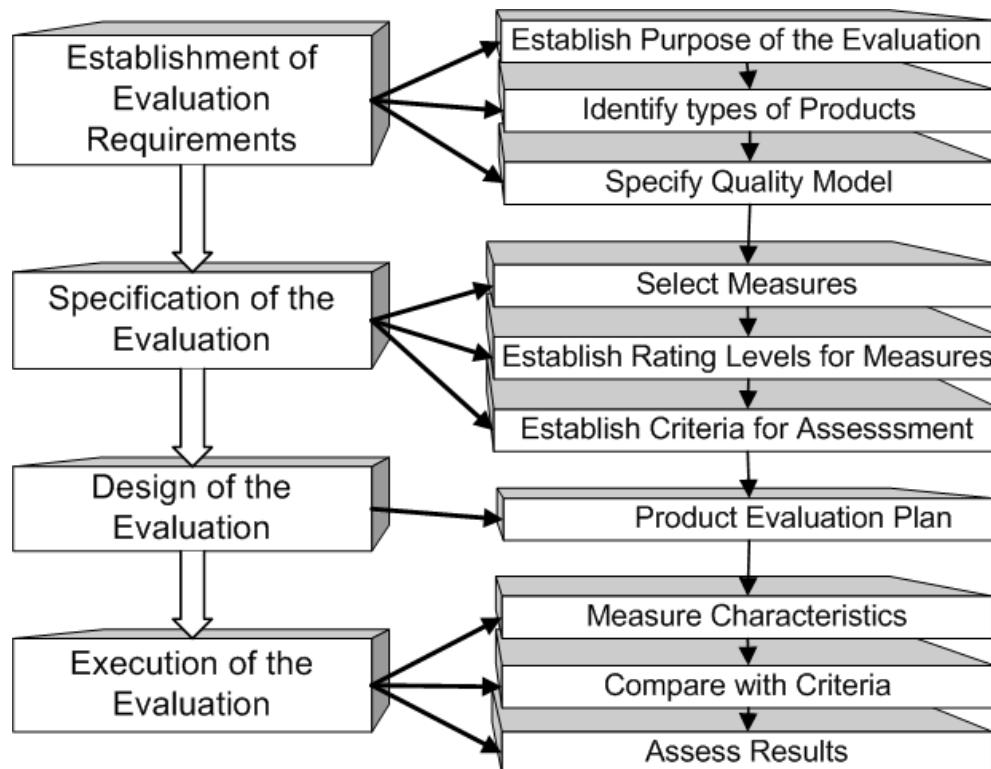 Establishment of
Evaluation
Requirements
Establish Purpose of the Evaluation
Identify types of Products
Specify Quality Model
Specification of the
Evaluation
Select Measures
Establish Rating Levels for Measures
Establish Criteria for Assesssment
Design of the
Evaluation
Product Evaluation Plan
Execution of the
Evaluation
Measure Characteristics
Compare with Criteria
Assess Results